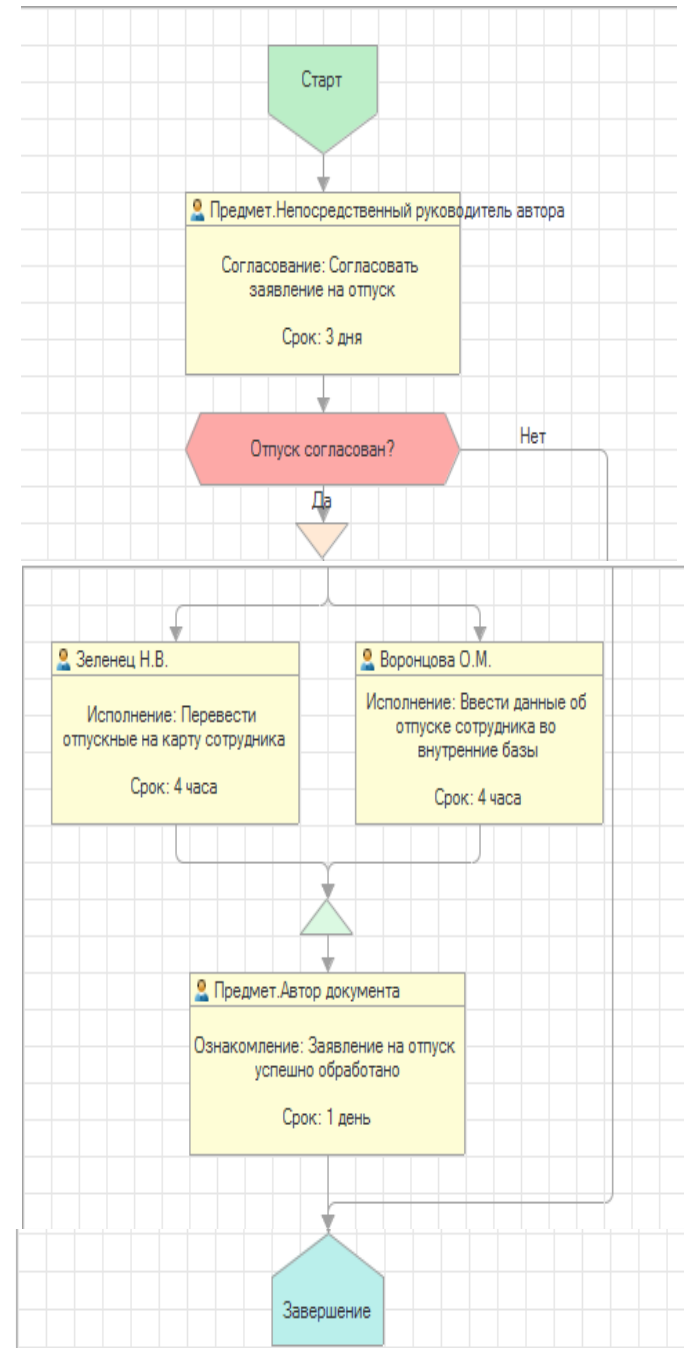 Старт
Предмет.Непосредственный руководитель автора
Согласование: Согласовать
заявление на отпуск
Срок: 3 дня
Отпуск согласован?
Нет
Да
Зеленец Н.В.
Исполнение: Перевести
отпускные на карту сотрудника
Срок: 4 часа
Воронцова О.М.
Исполнение: Ввести данные об
отпуске сотрудника во
внутренние базы
Срок: 4 часа
Предмет.Автор документа
Ознакомление: Заявление на отпуск
успешно обработано
Срок: 1 день
Завершение